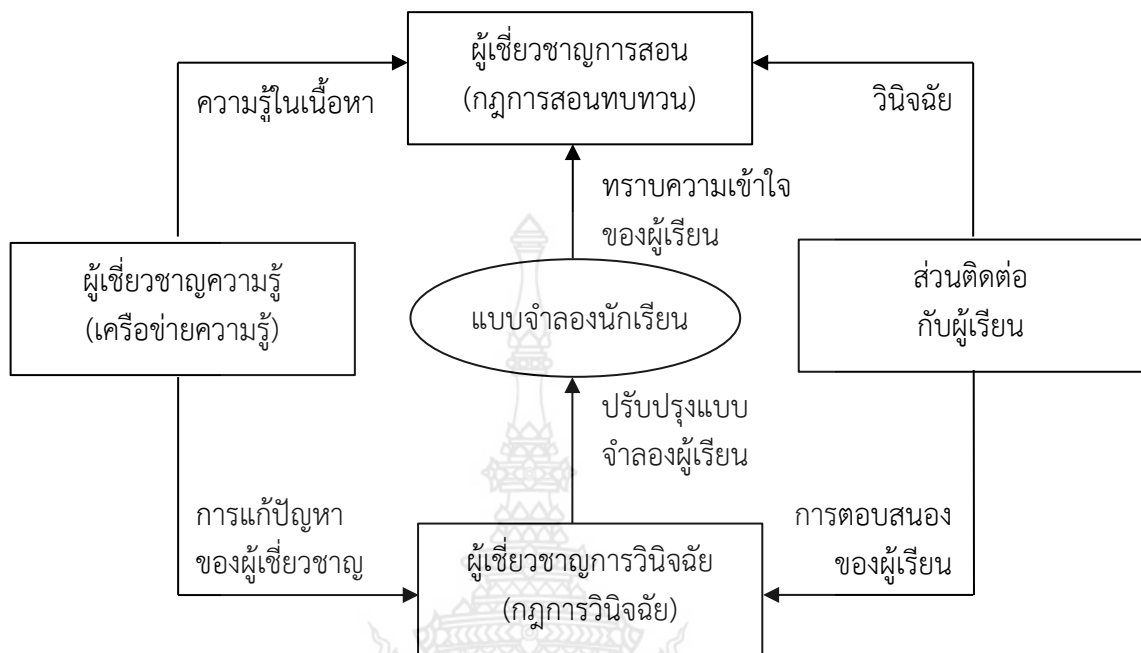 ผู้เชี่ยวชาญการสอน
(กฎการสอนทบทวน)
ความรู้ในเนื้อหา
วินิจฉัย
ทราบความเข้าใจ
ของผู้เรียน
ผู้เชี่ยวชาญความรู้
(เครือข่ายความรู้)
แบบจำลองนักเรียน
ส่วนติดต่อ
กับผู้เรียน
ปรับปรุงแบบ
จำลองผู้เรียน
การแก้ปัญหา
ของผู้เชี่ยวชาญ
ผู้เชี่ยวชาญการวินิจฉัย
(กฎการวินิจฉัย)
การตอบสนอง
ของผู้เรียน